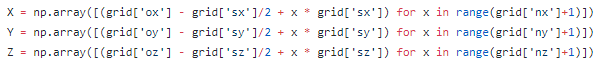 X = np.array([(grid['ox'] - grid['sx']/2 + x * grid['sx']) for x in range(grid['nx']+1)])
Y = np.array([(grid['oy'] - grid['sy']/2 + x * grid['sy']) for x in range(grid['ny']+1)])
Z = np.array([(grid['oz'] - grid['sz']/2 + x * grid['sz']) for x in range(grid['nz']+1)])